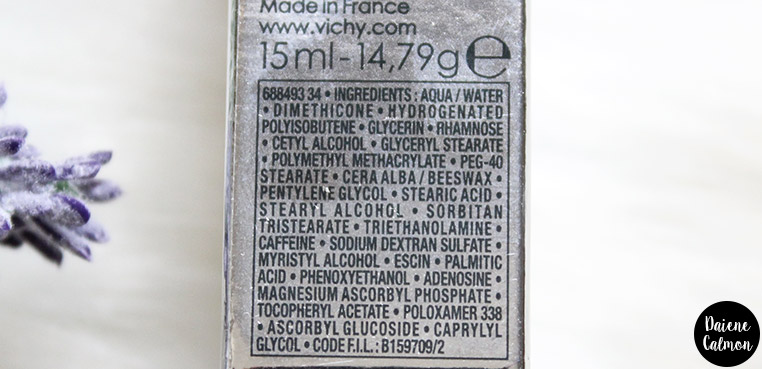 Made in France
www.vichy.com
15ml-14,79g e
688493 34 • INGREDIENTS : AQUA / WATER
• DIMETHICONE • HYDROGENATED
POLYISOBUTENE • GLYCERIN • RHAMNOSE
• CETYL ALCOHOL • GLYCERYL STEARATE
• POLYMETHYL METHACRYLATE • PEG-40
STEARATE • CERA ALBA / BEESWAX •
PENTYLENE GLYCOL • STEARIC ACID •
STEARYL ALCOHOL • SORBITAN
TRISTEARATE • TRIETHANOLAMINE •
CAFFEINE • SODIUM DEXTRAN SULFATE •
MYRISTYL ALCOHOL • ESCIN • PALMITIC
ACID • PHENOXYETHANOL • ADENOSINE •
MAGNESIUM ASCORBYL PHOSPHATE •
TOCOPHERYL ACETATE • POLOXAMER 338
• ASCORBYL GLUCOSIDE • CAPRYLYL
GLYCOL • CODE F.I.L. : B159709/2
Daiene
Calmon